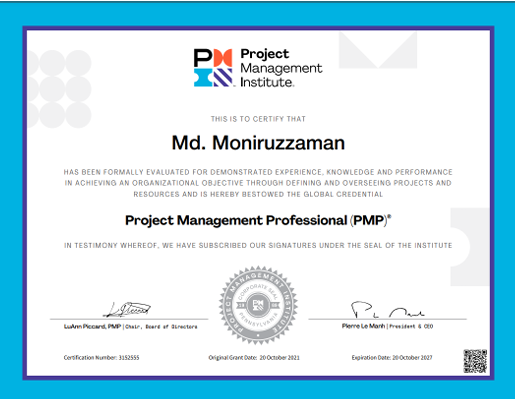 Project
Management
Institute.
THIS IS TO CERTIFY THAT
Md. Moniruzzaman
HAS BEEN FORMALLY EVALUATED FOR DEMONSTRATED EXPERIENCE, KNOWLEDGE AND PERFORMANCE
IN ACHIEVING AN ORGANIZATIONAL OBJECTIVE THROUGH DEFINING AND OVERSEEING PROJECTS AND
RESOURCES AND IS HEREBY BESTOWED THE GLOBAL CREDENTIAL
Project Management Professional (PMP)®
IN TESTIMONY WHEREOF, WE HAVE SUBSCRIBED OUR SIGNATURES UNDER THE SEAL OF THE INSTITUTE
PROJECT MANAGEMENT INSTITUTE
CORPORATE SEAL
PENNSYLVANIA
LuAnn Piccard, PMP | Chair, Board of Directors
Pierre Le Manh | President & CEO
Certification Number: 3152555
Original Grant Date: 20 October 2021
Expiration Date: 20 October 2027